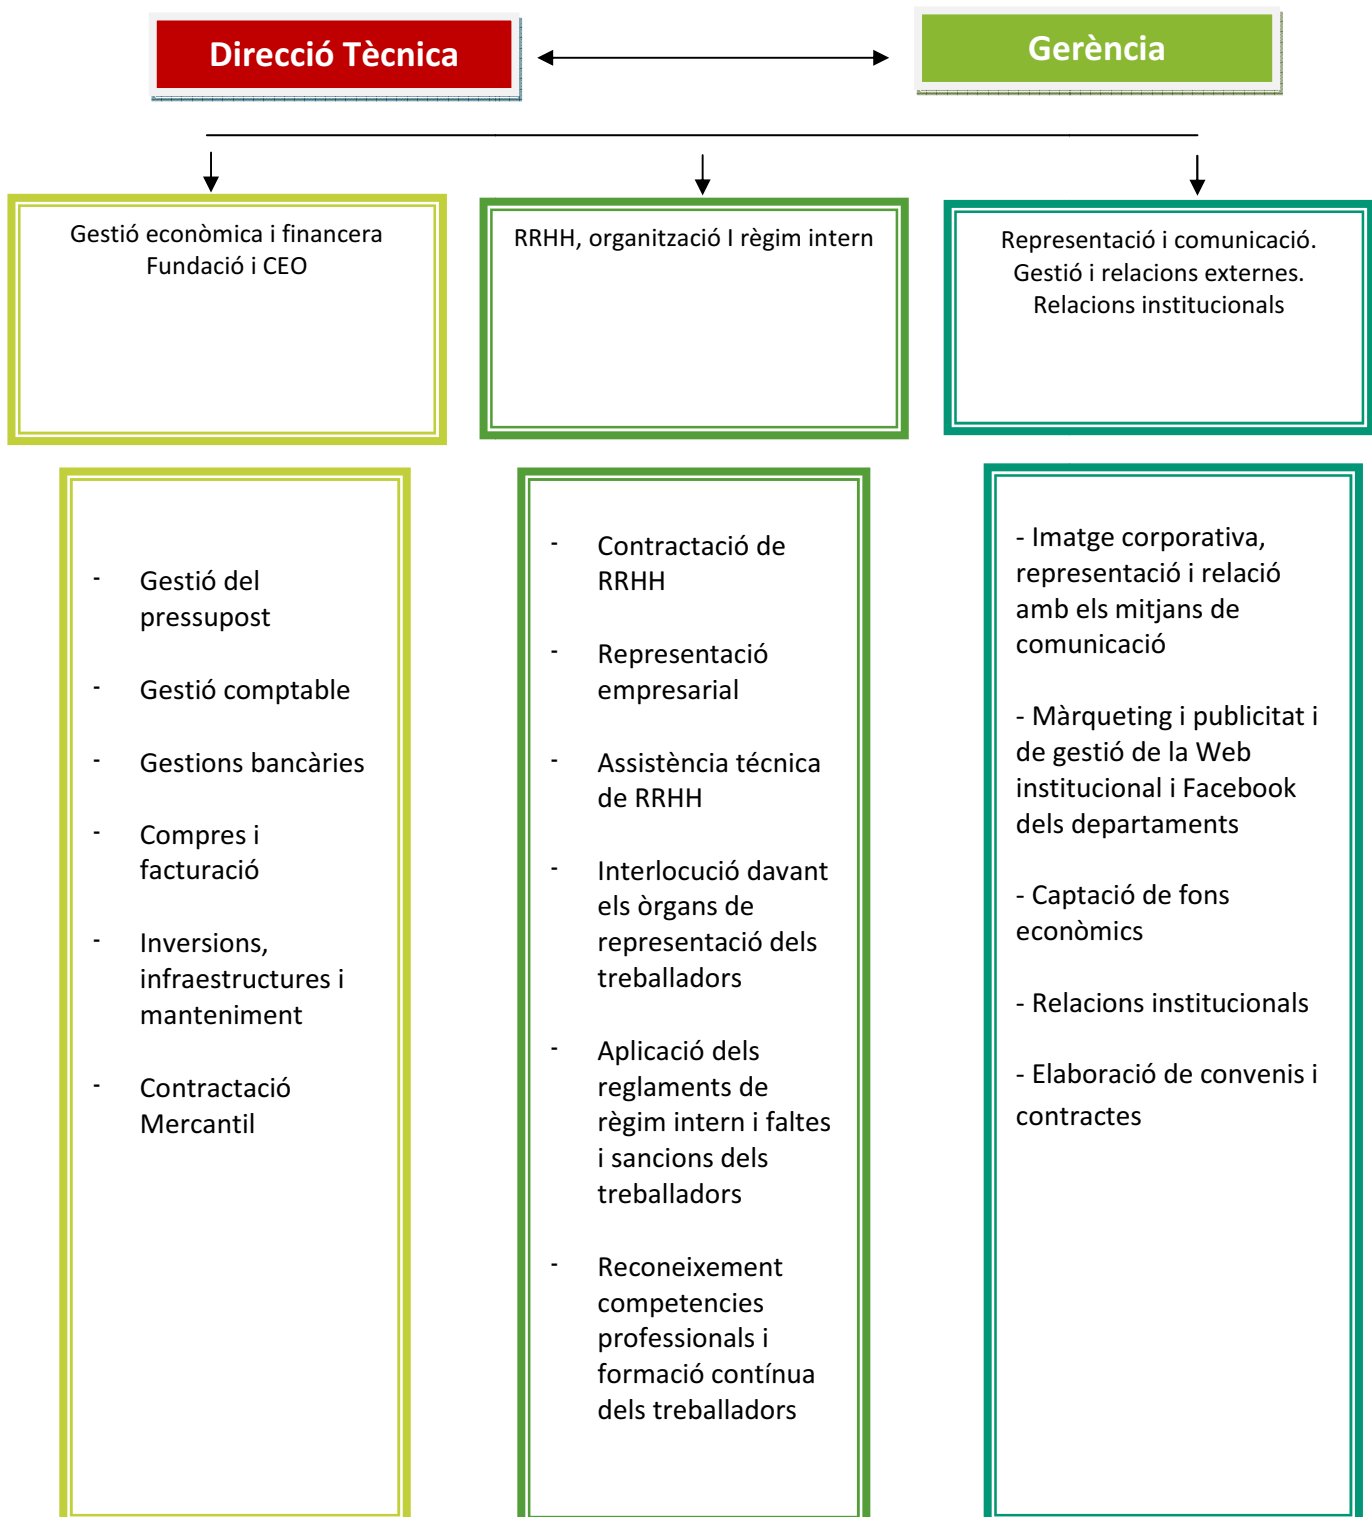 Direcció Tècnica
Gerència
Gestió econòmica i financera
Fundació i CEO
RRHH, organització I règim intern
Representació i comunicació.
Gestió i relacions externes.
Relacions institucionals
- Gestió del
pressupost
- Gestió comptable
- Gestions bancàries
- Compres i
facturació
- Inversions,
infraestructures i
manteniment
- Contractació
Mercantil
- Contractació de
RRHH
- Representació
empresarial
- Assistència técnica
de RRHH
- Interlocució davant
els òrgans de
representació dels
treballadors
- Aplicació dels
reglaments de
règim intern i faltes
i sancions dels
treballadors
- Reconeixement
competencies
professionals i
formació contínua
dels treballadors
- Imatge corporativa,
representació i relació
amb els mitjans de
comunicació
- Màrqueting i publicitat i
de gestió de la Web
institucional i Facebook
dels departaments
- Captació de fons
econòmics
- Relacions institucionals
- Elaboració de convenis i
contractes